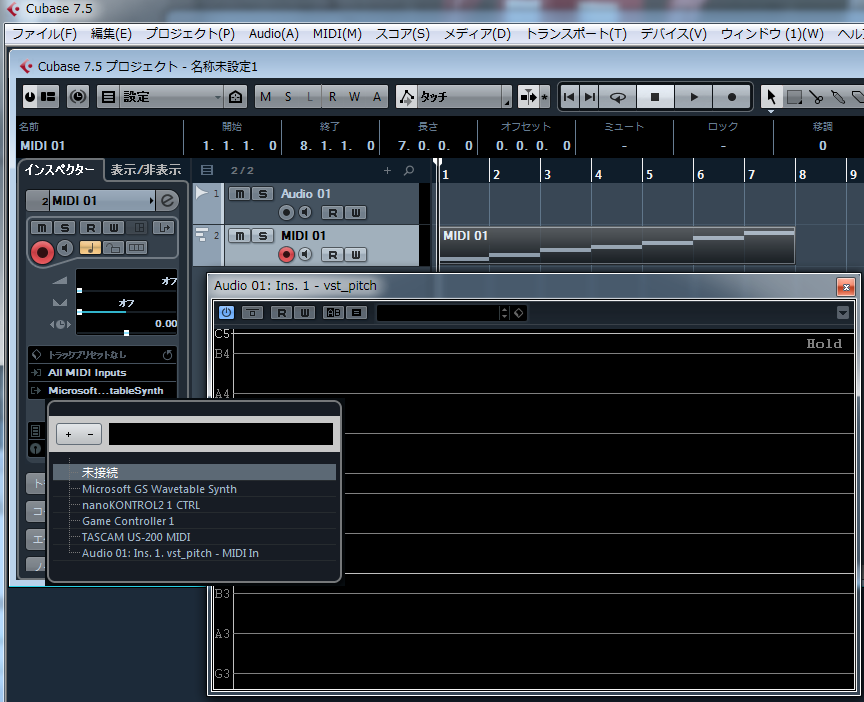 Cubase 7.5
ファイル(F) 編集(E) プロジェクト(P) Audio(A) MIDI(M) スコア(S) メディア(D) トランスポート(T) デバイス(V) ウィンドウ (1)(W) ヘル
Cubase 7.5 プロジェクト - 名称未設定1
設定 M S L R W A タッチ
名前 開始 終了 長さ オフセット ミュート ロック 移調
MIDI 01 1. 1. 1. 0 8. 1. 1. 0 7. 0. 0. 0 0. 0. 0. 0 - - 0
インスペクター 表示/非表示 2/2 + 1 2 3 4 5 6 7 8 9
2 MIDI 01 e
1 m S Audio 01
R W
m S R W
2 m S MIDI 01 MIDI 01
R W
オフ
オフ
0.00
トラックプリセットなし
All MIDI Inputs
Microsoft...tableSynth
Audio 01: Ins. 1 - vst_pitch x
R W A B
C5
Hold
B4
A4
+ -
未接続
Microsoft GS Wavetable Synth
nanoKONTROL2 1 CTRL
Game Controller 1
TASCAM US-200 MIDI
Audio 01: Ins. 1. vst_pitch - MIDI In
B3
A3
G3